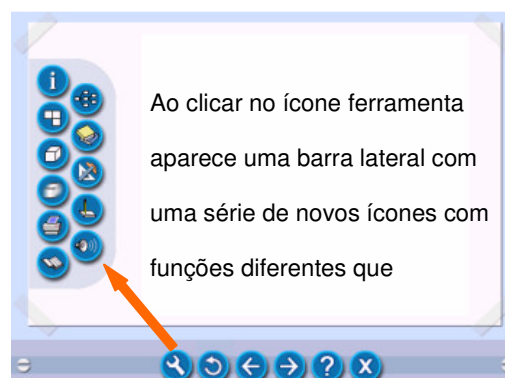 Ao clicar no ícone ferramenta
aparece uma barra lateral com
uma série de novos ícones com
funções diferentes que
i
? X